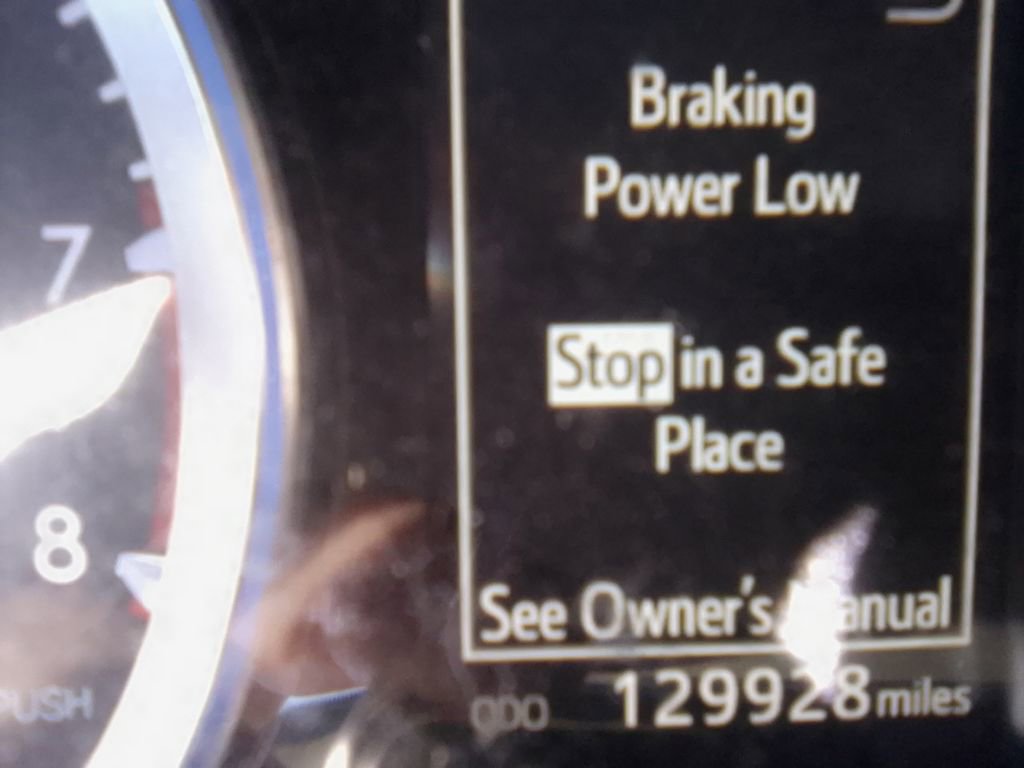 7
8
PUSH
Braking
Power Low
Stop in a Safe
Place
See Owner's Manual
ODO 129928 miles